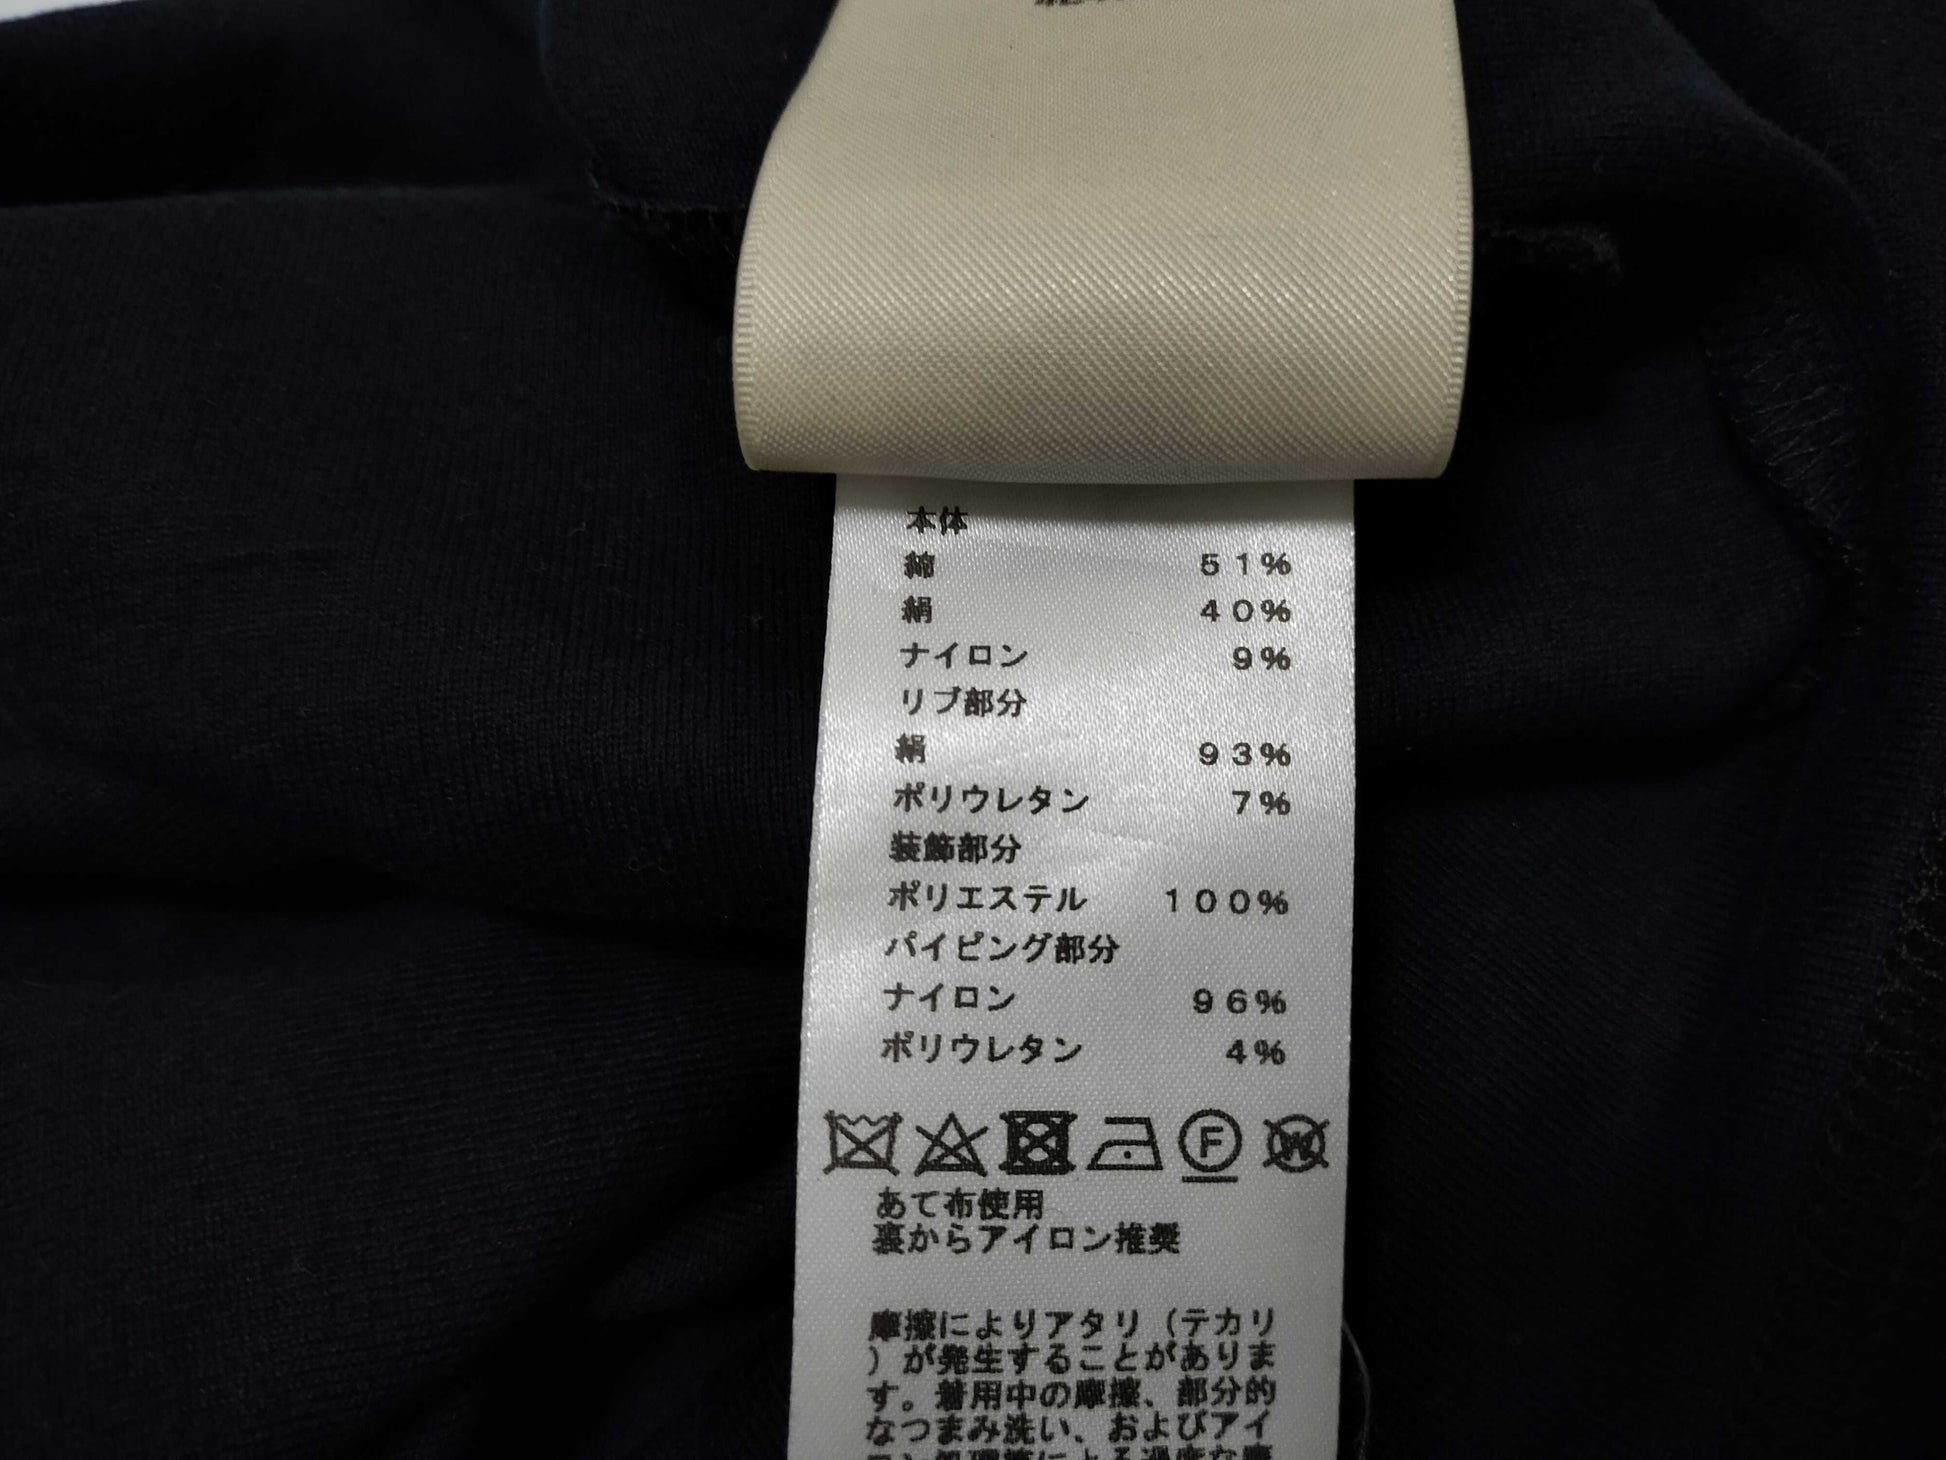 本体
綿 51%
絹 40%
ナイロン 9%
リブ部分
絹 93%
ポリウレタン 7%
装飾部分
ポリエステル 100%
パイピング部分
ナイロン 96%
ポリウレタン 4%
F W
あて布使用
裏からアイロン推奨
摩擦によりアタリ（テカリ
）が発生することがありま
す。着用中の摩擦、部分的
なつまみ洗い、およびアイ